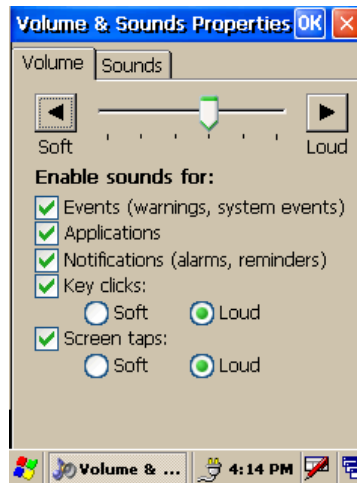 Volume & Sounds Properties OK
Volume Sounds
Soft Loud
Enable sounds for:
Events (warnings, system events)
Applications
Notifications (alarms, reminders)
Key clicks:
Soft Loud
Screen taps:
Soft Loud
Volume & ... 4:14 PM